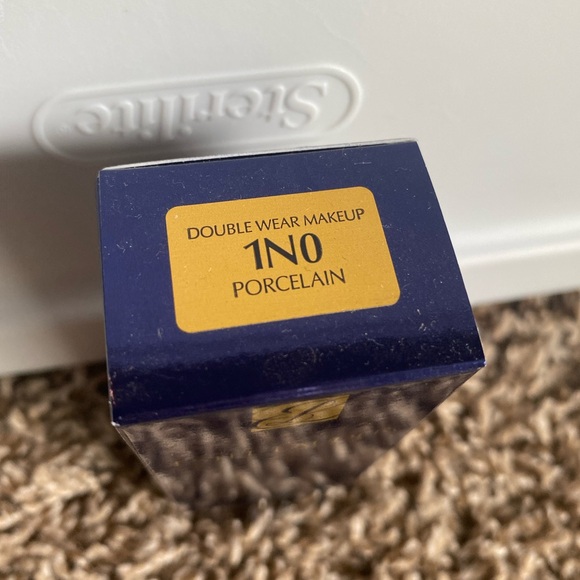 Sterilite
DOUBLE WEAR MAKEUP
1N0
PORCELAIN